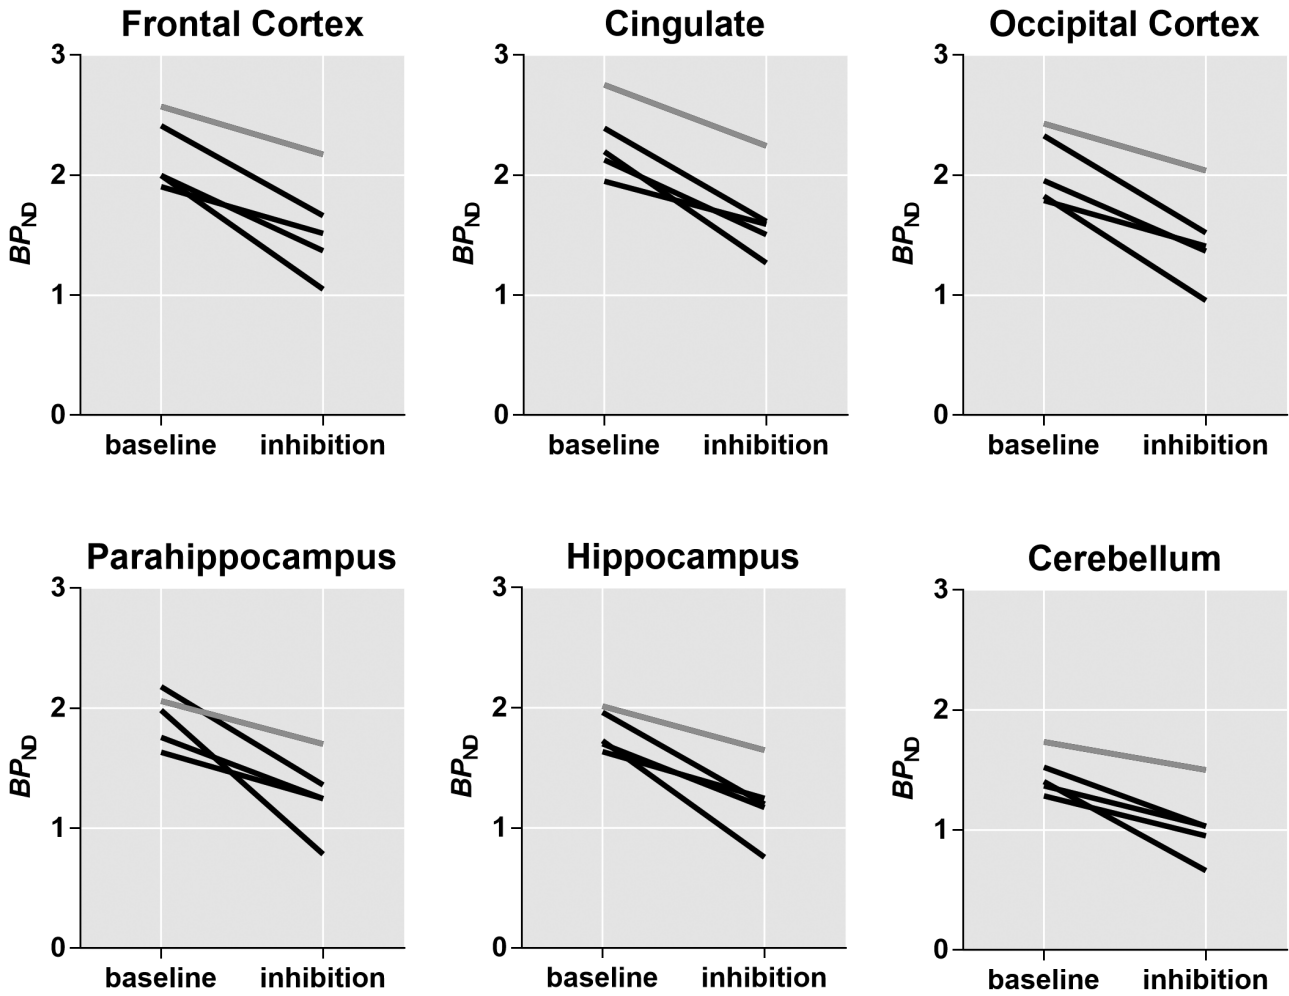 Frontal Cortex
3
2
1
0
BPND
baseline inhibition
Cingulate
3
2
1
0
BPND
baseline inhibition
Occipital Cortex
3
2
1
0
BPND
baseline inhibition
Parahippocampus
3
2
1
0
BPND
baseline inhibition
Hippocampus
3
2
1
0
BPND
baseline inhibition
Cerebellum
3
2
1
0
BPND
baseline inhibition